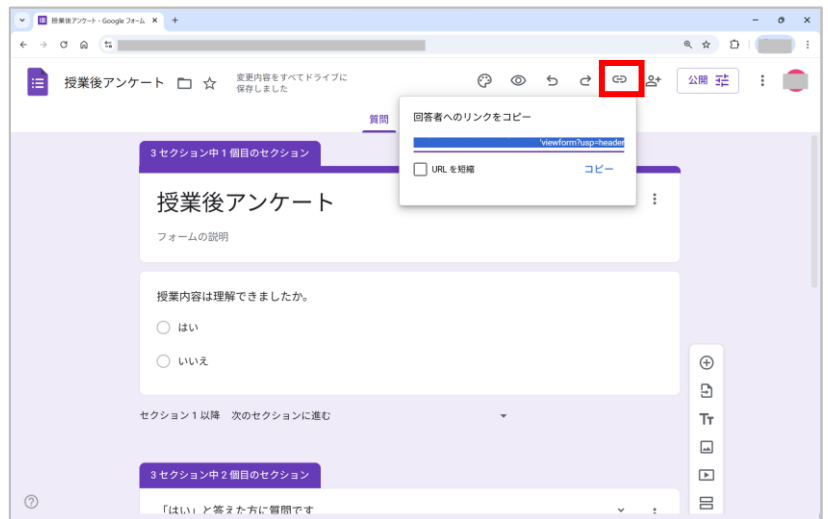 授業後アンケート - Google フォーム
授業後アンケート
変更内容をすべてドライブに
保存しました
公開
質問
回答者へのリンクをコピー
'viewform?usp=header
URL を短縮
コピー
3 セクション中 1 個目のセクション
授業後アンケート
フォームの説明
授業内容は理解できましたか。
はい
いいえ
セクション 1 以降 次のセクションに進む
Tт
3 セクション中 2 個目のセクション
「はい」と答えた方に質問です